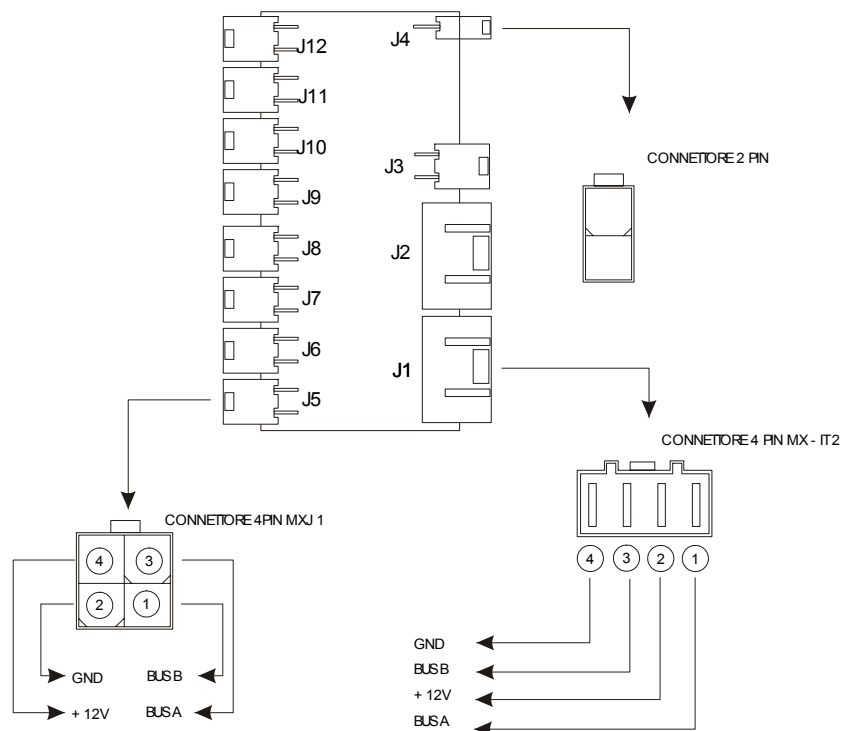 J12
J4
J11
J10
CONNETTORE 2 PIN
J3
J9
J8
J2
J7
J6
J1
J5
CONNETTORE 4 PIN MX - IT2
CONNETTORE 4PIN MXJ 1
4
3
2
1
4
3
2
1
GND
BUS B
+ 12V
BUS A
GND
BUS B
+ 12V
BUS A